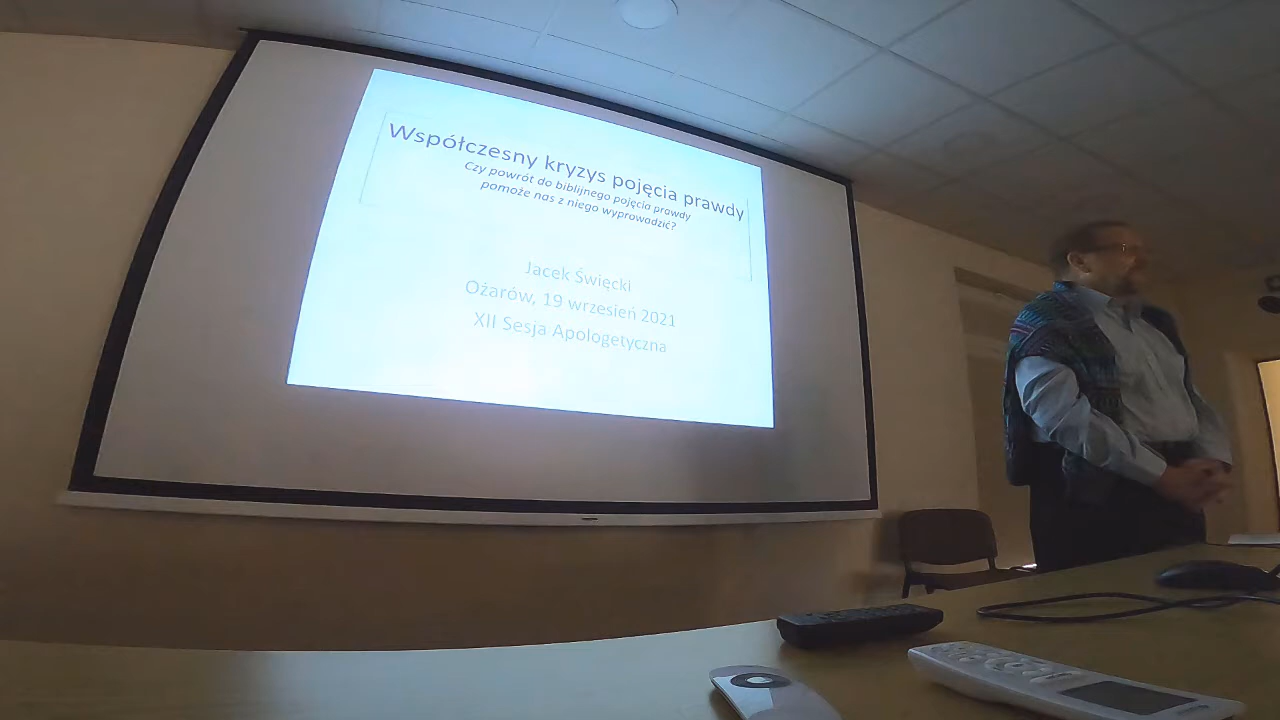 Współczesny kryzys pojęcia prawdy
Czy powrót do biblijnego pojęcia prawdy
pomoże nas z niego wyprowadzić?
Jacek Święcki
Ożarów, 19 wrzesień 2021
XII Sesja Apologetyczna